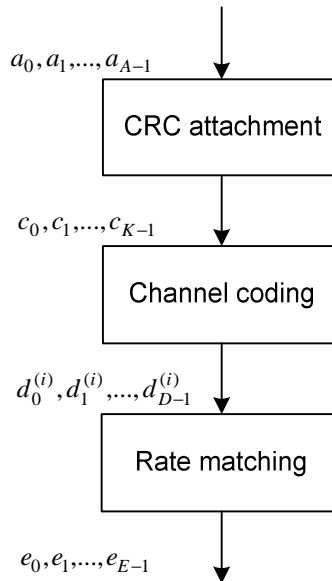 a_0, a_1,..., a_{A-1}
CRC attachment
c_0, c_1,..., c_{K-1}
Channel coding
d_0^{(i)}, d_1^{(i)},..., d_{D-1}^{(i)}
Rate matching
e_0, e_1,..., e_{E-1}